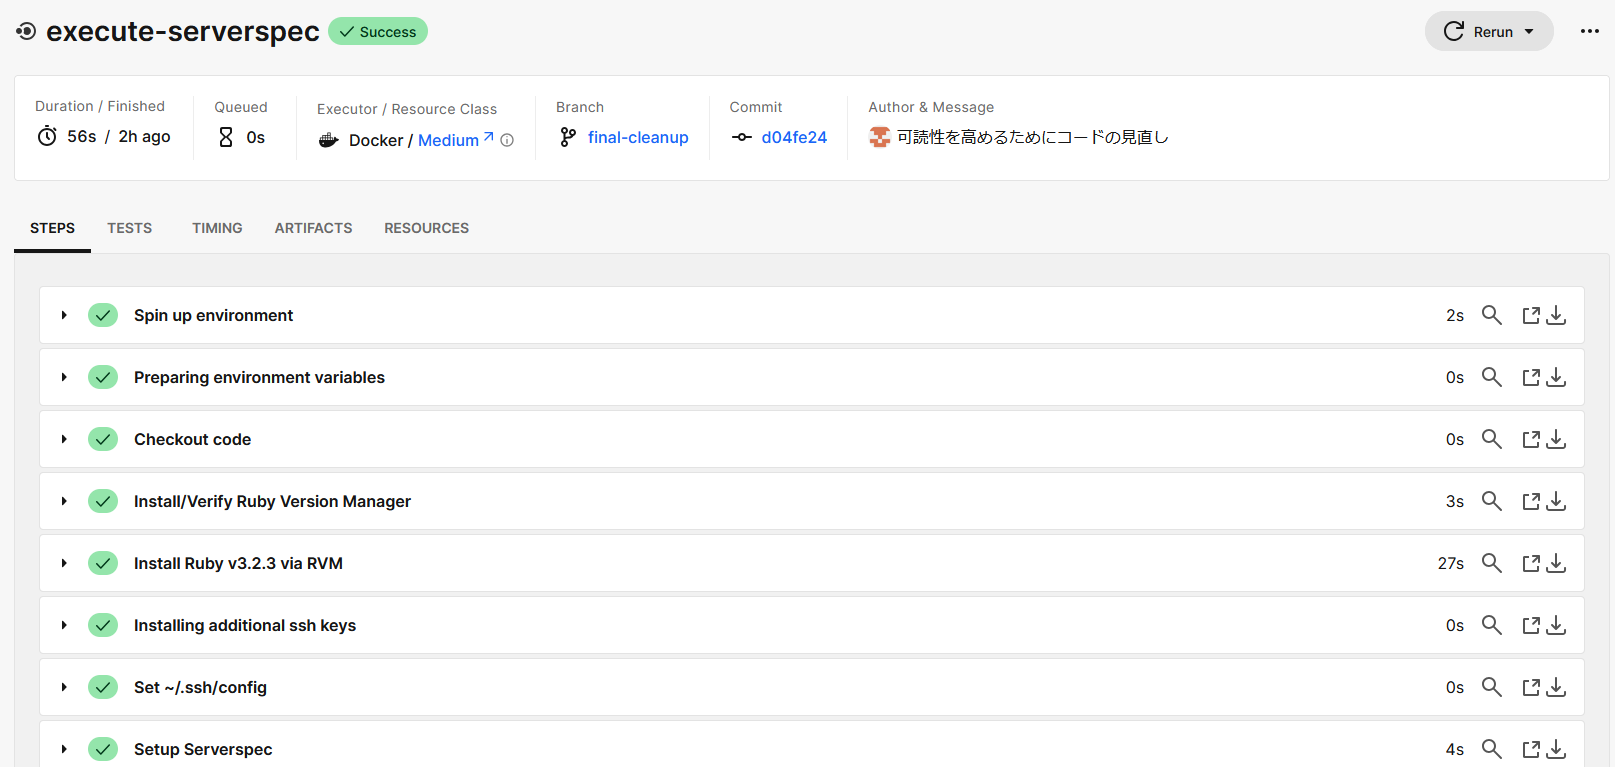 execute-serverspec Success Rerun
Duration / Finished Queued Executor / Resource Class Branch Commit Author & Message
56s / 2h ago 0s Docker / Medium final-cleanup d04fe24 可読性を高めるためにコードの見直し
STEPS TESTS TIMING ARTIFACTS RESOURCES
Spin up environment 2s
Preparing environment variables 0s
Checkout code 0s
Install/Verify Ruby Version Manager 3s
Install Ruby v3.2.3 via RVM 27s
Installing additional ssh keys 0s
Set ~/.ssh/config 0s
Setup Serverspec 4s